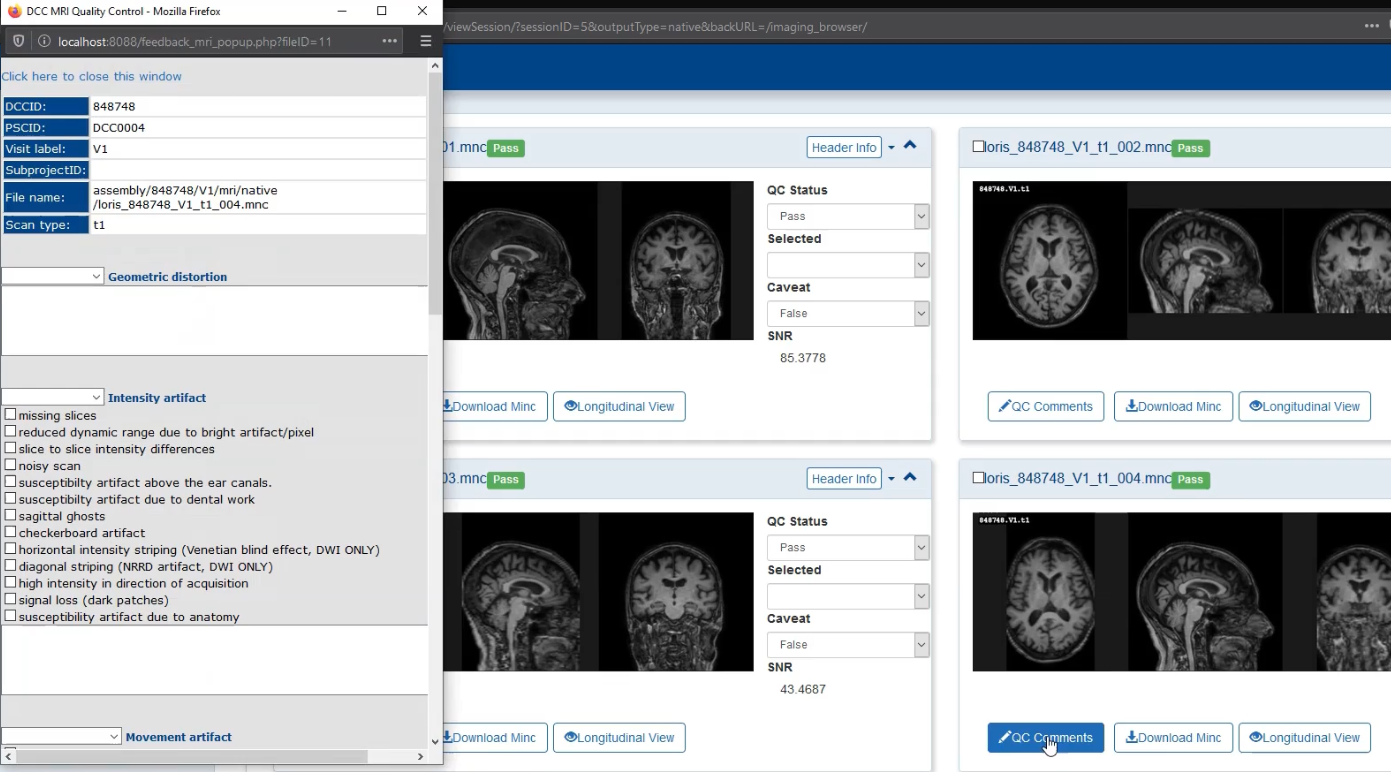 DCC MRI Quality Control - Mozilla Firefox
localhost:8088/feedback_mri_popup.php?fileID=11
Click here to close this window
DCCID: 848748
PSCID: DCC0004
Visit label: V1
SubprojectID:
File name: assembly/848748/V1/mri/native
/loris_848748_V1_t1_004.mnc
Scan type: t1
Geometric distortion
Intensity artifact
missing slices
reduced dynamic range due to bright artifact/pixel
slice to slice intensity differences
noisy scan
susceptibilty artifact above the ear canals.
susceptibilty artifact due to dental work
sagittal ghosts
checkerboard artifact
horizontal intensity striping (Venetian blind effect, DWI ONLY)
diagonal striping (NRRD artifact, DWI ONLY)
high intensity in direction of acquisition
signal loss (dark patches)
susceptibility artifact due to anatomy
Movement artifact
/viewSession/?sessionID=5&outputType=native&backURL=/imaging_browser/
01.mnc Pass Header Info
QC Status
Pass
Selected
Caveat
False
SNR
85.3778
Download Minc Longitudinal View
loris_848748_V1_t1_002.mnc Pass
848748.V1.t1
QC Comments Download Minc Longitudinal View
03.mnc Pass Header Info
QC Status
Pass
Selected
Caveat
False
SNR
43.4687
Download Minc Longitudinal View
loris_848748_V1_t1_004.mnc Pass
848748.V1.t1
QC Comments Download Minc Longitudinal View